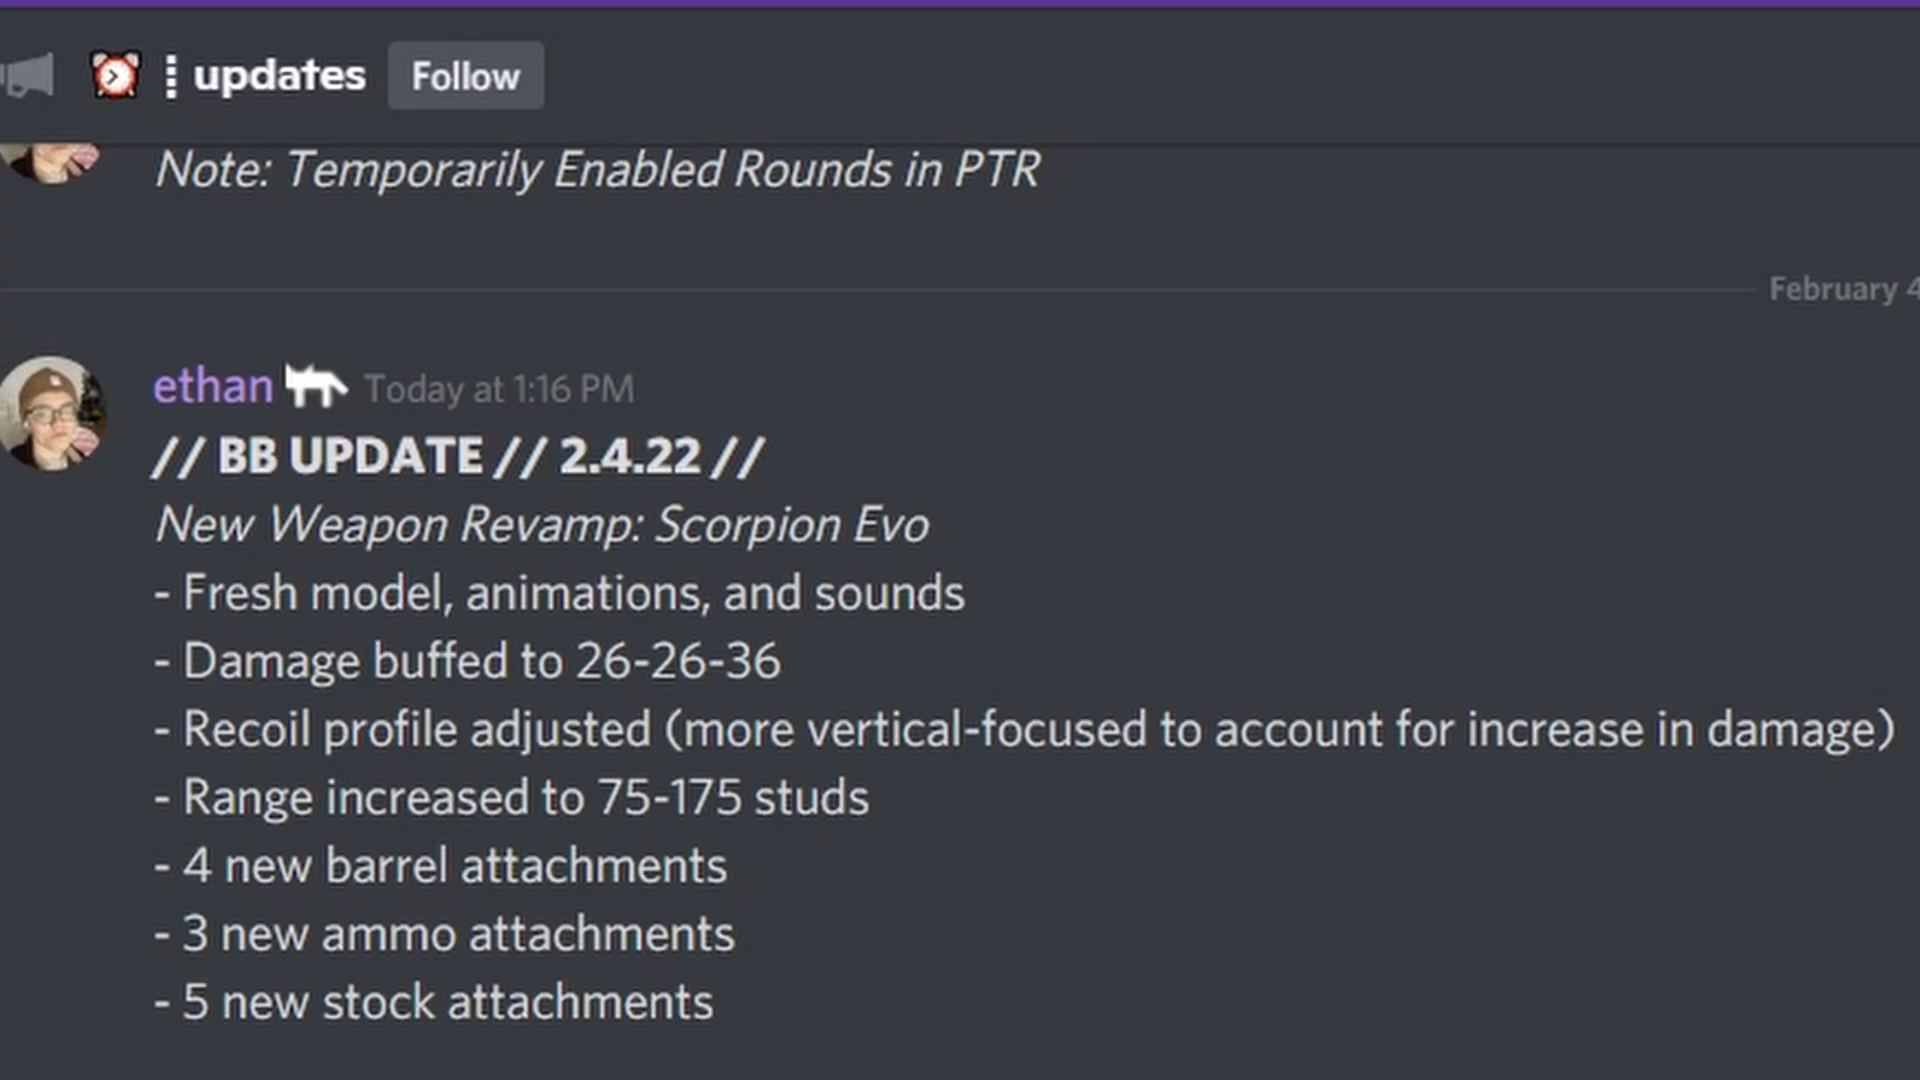 updates Follow
Note: Temporarily Enabled Rounds in PTR
February 4
ethan Today at 1:16 PM
// BB UPDATE // 2.4.22 //
New Weapon Revamp: Scorpion Evo
- Fresh model, animations, and sounds
- Damage buffed to 26-26-36
- Recoil profile adjusted (more vertical-focused to account for increase in damage)
- Range increased to 75-175 studs
- 4 new barrel attachments
- 3 new ammo attachments
- 5 new stock attachments